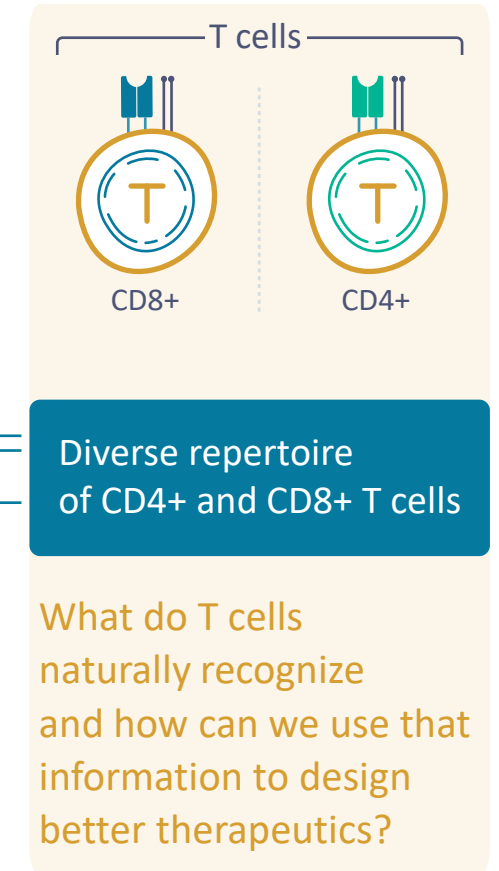 T cells
T
T
CD8+
CD4+
Diverse repertoire
of CD4+ and CD8+ T cells
What do T cells
naturally recognize
and how can we use that
information to design
better therapeutics?